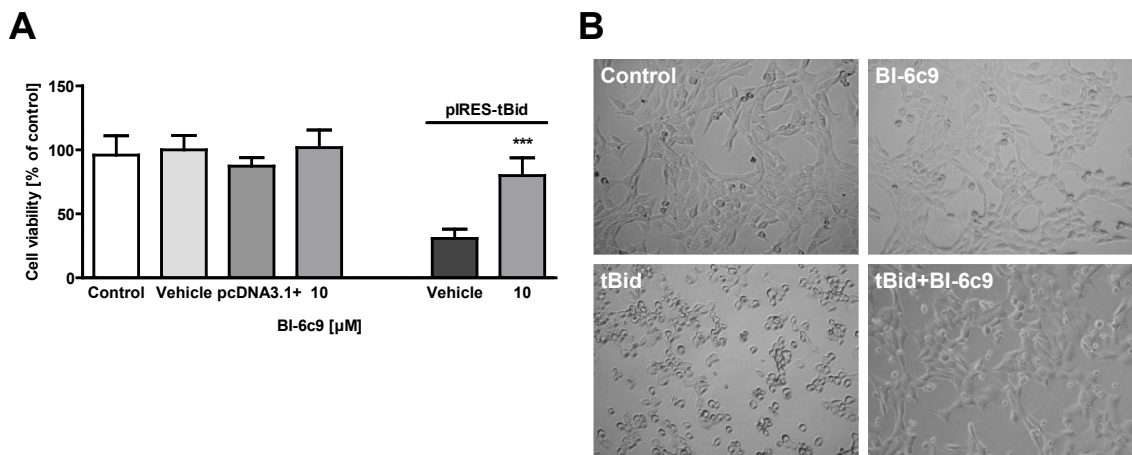 A
B
Cell viability [% of control]
150
100
50
0
pIRES-tBid
***
Control Vehicle pcDNA3.1+ 10 Vehicle 10
BI-6c9 [µM]
Control
BI-6c9
tBid
tBid+BI-6c9